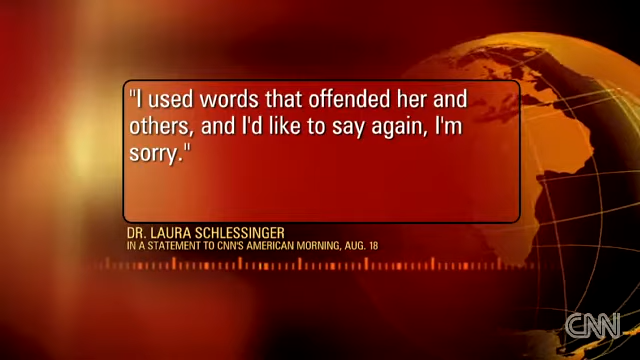 "I used words that offended her and
others, and I'd like to say again, I'm
sorry."
DR. LAURA SCHLESSINGER
IN A STATEMENT TO CNN'S AMERICAN MORNING, AUG. 18
CNN